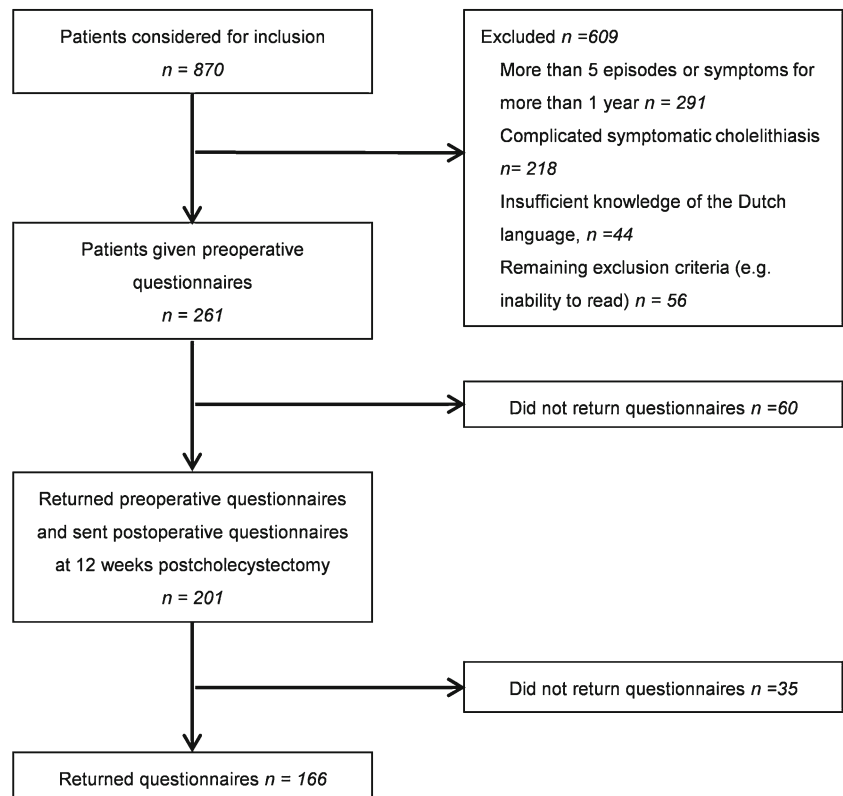 Patients considered for inclusion
n = 870
Excluded n =609
More than 5 episodes or symptoms for
more than 1 year n = 291
Complicated symptomatic cholelithiasis
n= 218
Insufficient knowledge of the Dutch
language, n =44
Remaining exclusion criteria (e.g.
inability to read) n = 56
Patients given preoperative
questionnaires
n = 261
Did not return questionnaires n =60
Returned preoperative questionnaires
and sent postoperative questionnaires
at 12 weeks postcholecystectomy
n = 201
Did not return questionnaires n =35
Returned questionnaires n = 166